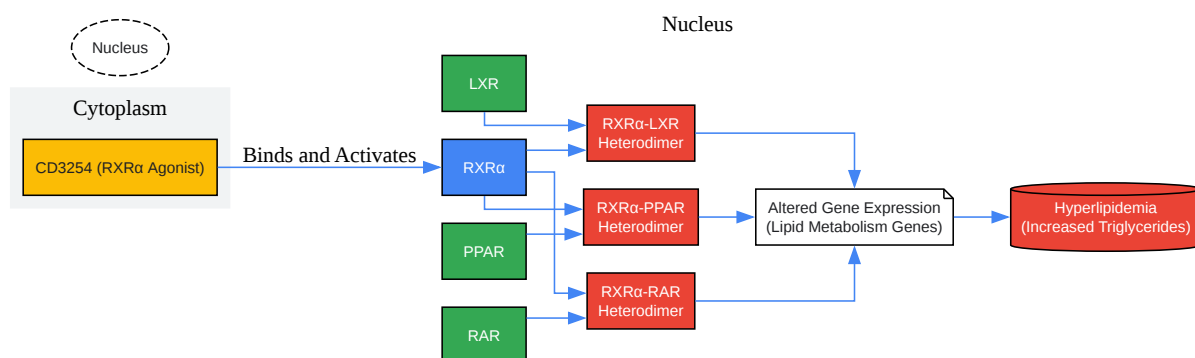 Nucleus
Nucleus
Cytoplasm
CD3254 (RXRα Agonist)
Binds and Activates
LXR
RXRα
PPAR
RAR
RXRα-LXR
Heterodimer
RXRα-PPAR
Heterodimer
RXRα-RAR
Heterodimer
Altered Gene Expression
(Lipid Metabolism Genes)
Hyperlipidemia
(Increased Triglycerides)